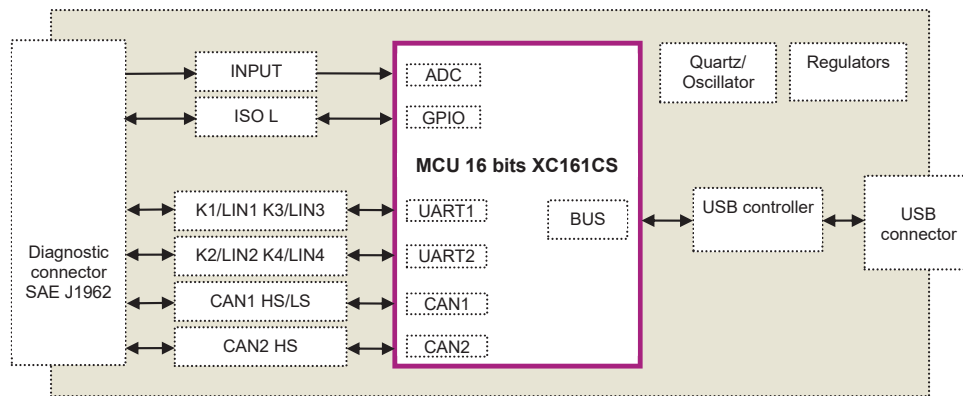 INPUT
ADC
Quartz/
Oscillator
Regulators
ISO L
GPIO
MCU 16 bits XC161CS
K1/LIN1 K3/LIN3
UART1
BUS
USB controller
USB
connector
Diagnostic
connector
SAE J1962
K2/LIN2 K4/LIN4
UART2
CAN1 HS/LS
CAN1
CAN2 HS
CAN2